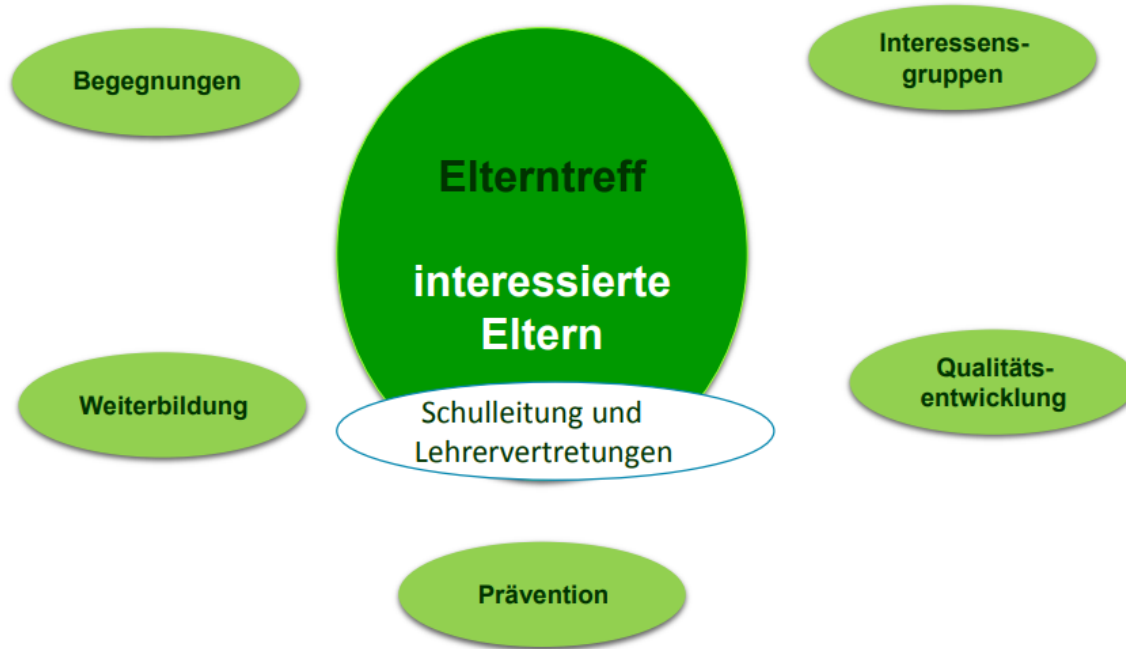 Begegnungen
Interessens-
gruppen
Elterntreff
interessierte
Eltern
Weiterbildung
Qualitäts-
entwicklung
Schulleitung und
Lehrervertretungen
Prävention